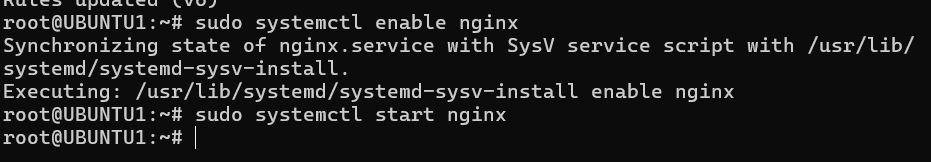 Rules updated (v6)
root@UBUNTU1:~# sudo systemctl enable nginx
Synchronizing state of nginx.service with SysV service script with /usr/lib/
systemd/systemd-sysv-install.
Executing: /usr/lib/systemd/systemd-sysv-install enable nginx
root@UBUNTU1:~# sudo systemctl start nginx
root@UBUNTU1:~#